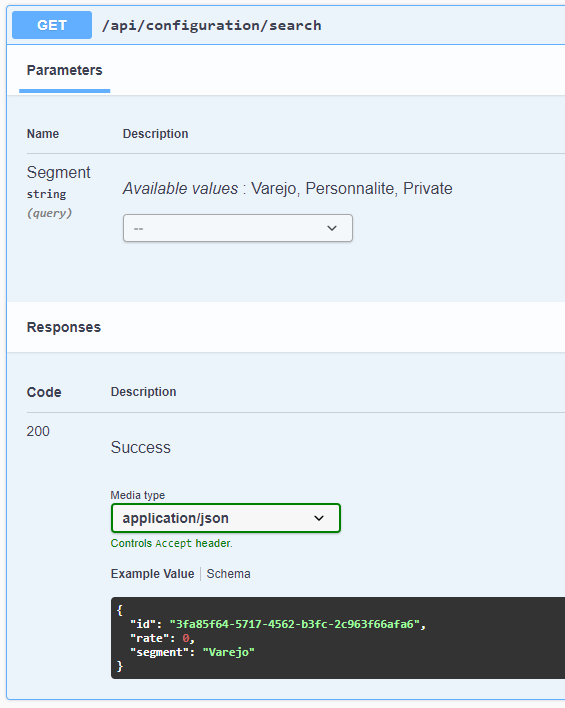 GET /api/configuration/search
Parameters
Name Description
Segment
string
(query)
Available values : Varejo, Personnalite, Private
--
Responses
Code Description
200
Success
Media type
application/json
Controls Accept header.
Example Value Schema
{
"id": "3fa85f64-5717-4562-b3fc-2c963f66afa6",
"rate": 0,
"segment": "Varejo"
}